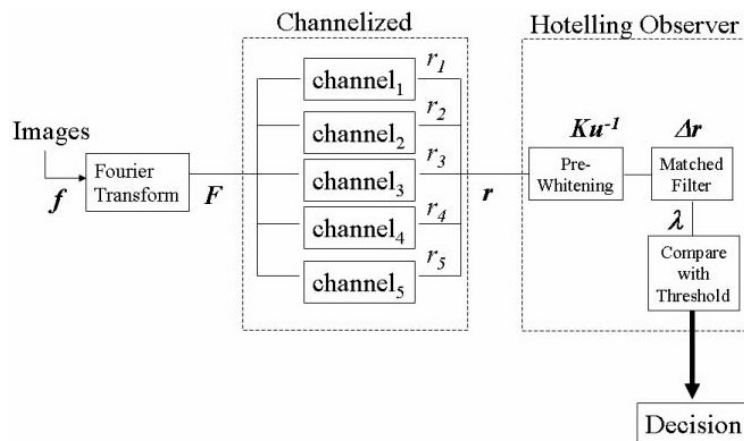 Channelized
Hotelling Observer
Images
f
Fourier
Transform
F
channel₁
r₁
channel₂
r₂
channel₃
r₃
channel₄
r₄
channel₅
r₅
r
Ku⁻¹
Pre-
Whitening
Δr
Matched
Filter
λ
Compare
with
Threshold
Decision